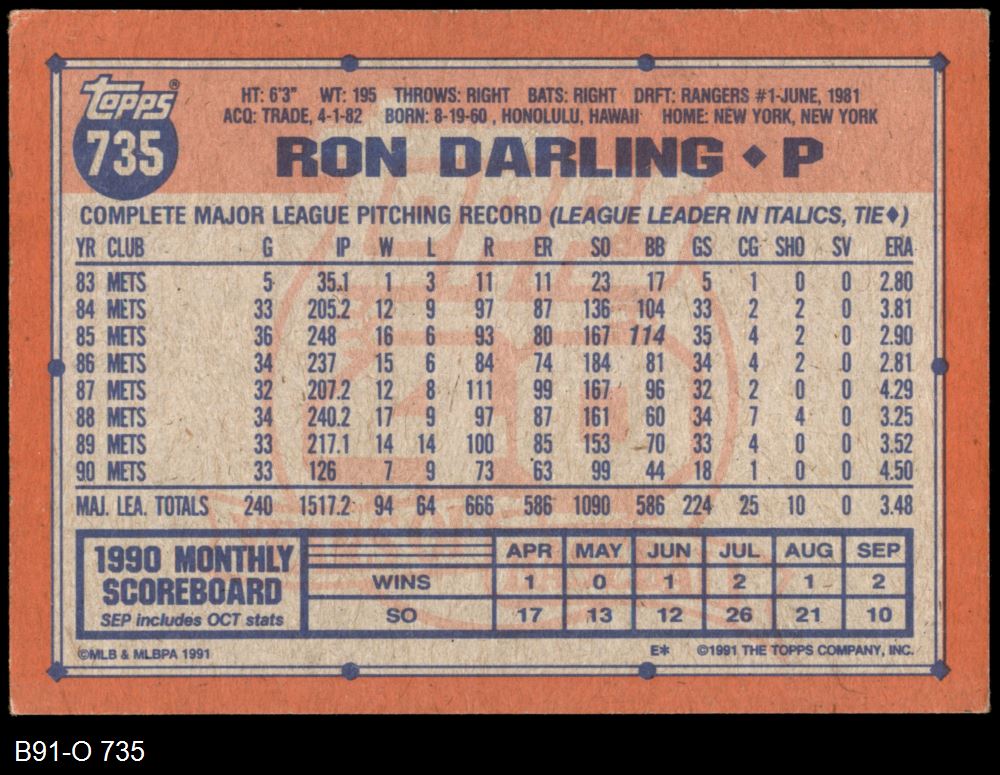 TOPPS®
735
HT: 6'3" WT: 195 THROWS: RIGHT BATS: RIGHT DRFT: RANGERS #1-JUNE, 1981
ACQ: TRADE, 4-1-82 BORN: 8-19-60 , HONOLULU, HAWAII HOME: NEW YORK, NEW YORK
RON DARLING ◆ P
COMPLETE MAJOR LEAGUE PITCHING RECORD (LEAGUE LEADER IN ITALICS, TIE◆)
YR CLUB G IP W L R ER SO BB GS CG SHO SV ERA
83 METS 5 35.1 1 3 11 11 23 17 5 1 0 0 2.80
84 METS 33 205.2 12 9 97 87 136 104 33 2 2 0 3.81
85 METS 36 248 16 6 93 80 167 114 35 4 2 0 2.90
86 METS 34 237 15 6 84 74 184 81 34 4 2 0 2.81
87 METS 32 207.2 12 8 111 99 167 96 32 2 0 0 4.29
88 METS 34 240.2 17 9 97 87 161 60 34 7 4 0 3.25
89 METS 33 217.1 14 14 100 85 153 70 33 4 0 0 3.52
90 METS 33 126 7 9 73 63 99 44 18 1 0 0 4.50
MAJ. LEA. TOTALS 240 1517.2 94 64 666 586 1090 586 224 25 10 0 3.48
1990 MONTHLY
SCOREBOARD
SEP includes OCT stats
APR MAY JUN JUL AUG SEP
WINS 1 0 1 2 1 2
SO 17 13 12 26 21 10
©MLB & MLBPA 1991 E* ©1991 THE TOPPS COMPANY, INC.
B91-O 735